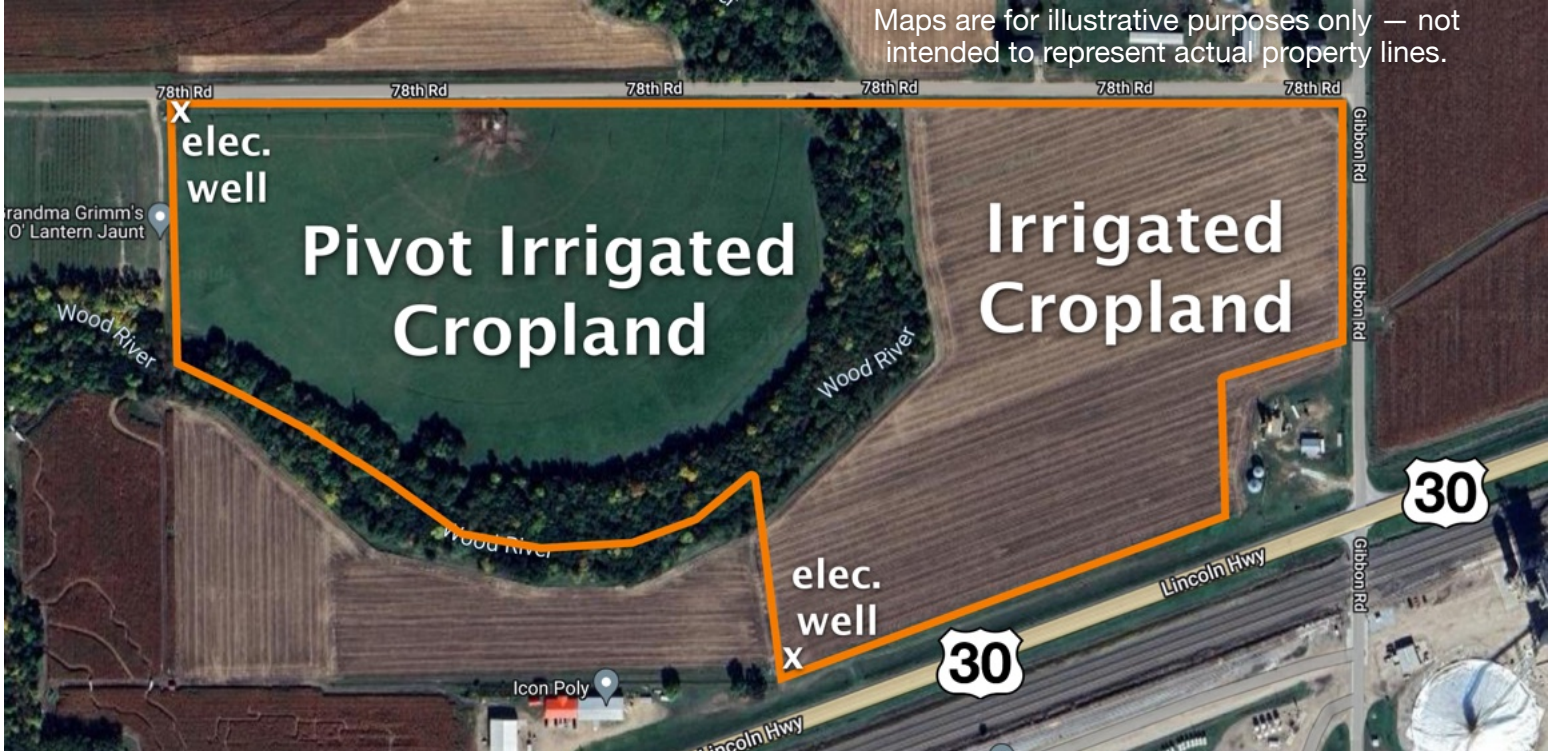 Maps are for illustrative purposes only — not
intended to represent actual property lines.
78th Rd
78th Rd
78th Rd
78th Rd
78th Rd
78th Rd
x
elec.
well
Gibbon Rd
randma Grimm's
O' Lantern Jaunt
Pivot Irrigated
Cropland
Irrigated
Cropland
Gibbon Rd
Wood River
Wood River
30
Wood River
elec.
well
x
Lincoln Hwy
Gibbon Rd
30
Icon Poly
Lincoln Hwy